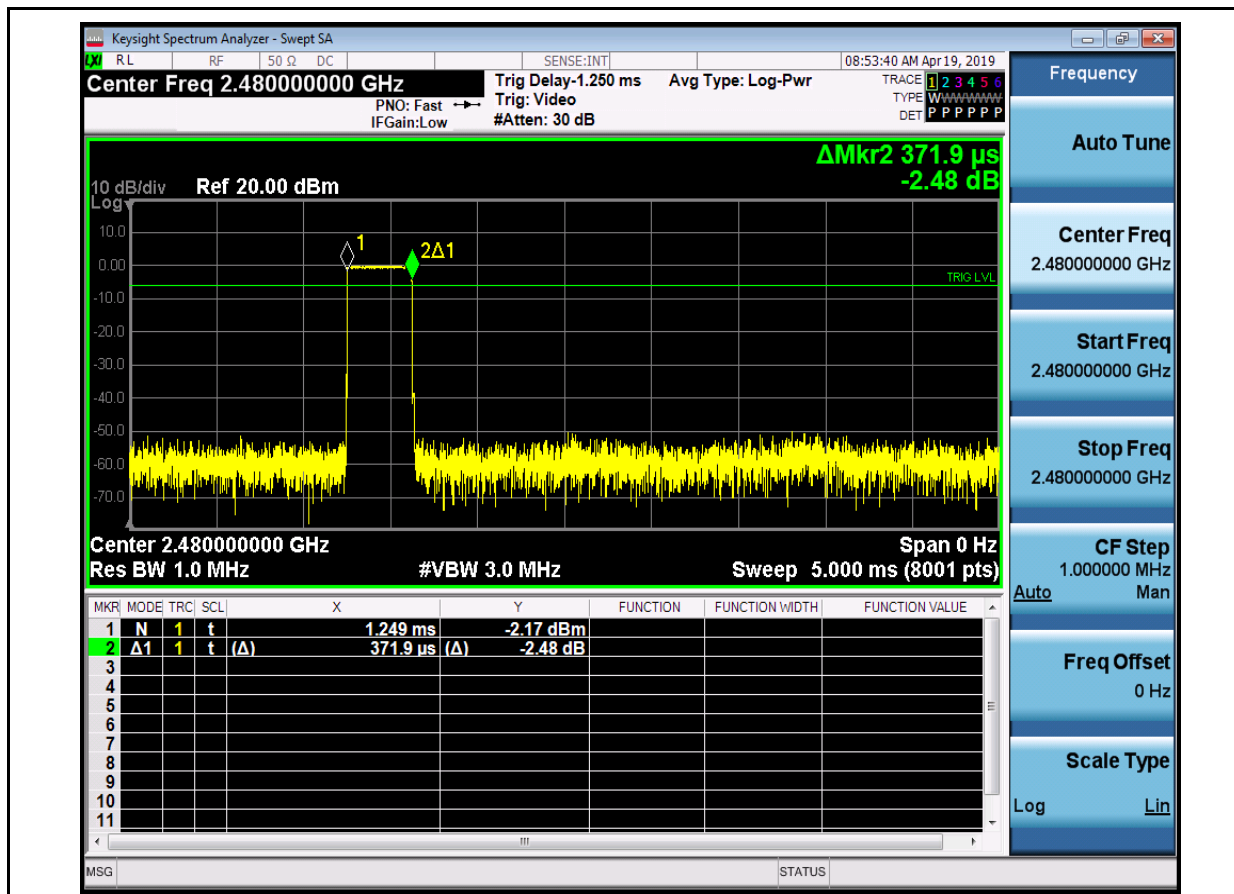 Keysight Spectrum Analyzer - Swept SA
LXI RL RF 50 Ω DC SENSE:INT 08:53:40 AM Apr 19, 2019
Center Freq 2.480000000 GHz
PNO: Fast
IFGain:Low
Trig Delay-1.250 ms
Trig: Video
#Atten: 30 dB
Avg Type: Log-Pwr
TRACE 1 2 3 4 5 6
TYPE WWWWWW
DET P P P P P P
ΔMkr2 371.9 µs
-2.48 dB
10 dB/div Ref 20.00 dBm
Log
10.0
0.00
-10.0
-20.0
-30.0
-40.0
-50.0
-60.0
-70.0
1
2Δ1
TRIG LVL
Center 2.480000000 GHz Span 0 Hz
Res BW 1.0 MHz #VBW 3.0 MHz Sweep 5.000 ms (8001 pts)
MKR MODE TRC SCL X Y FUNCTION FUNCTION WIDTH FUNCTION VALUE
1 N 1 t 1.249 ms -2.17 dBm
2 Δ1 1 t (Δ) 371.9 µs (Δ) -2.48 dB
3
4
5
6
7
8
9
10
11
MSG STATUS
Frequency
Auto Tune
Center Freq
2.480000000 GHz
Start Freq
2.480000000 GHz
Stop Freq
2.480000000 GHz
CF Step
1.000000 MHz
Auto Man
Freq Offset
0 Hz
Scale Type
Log Lin